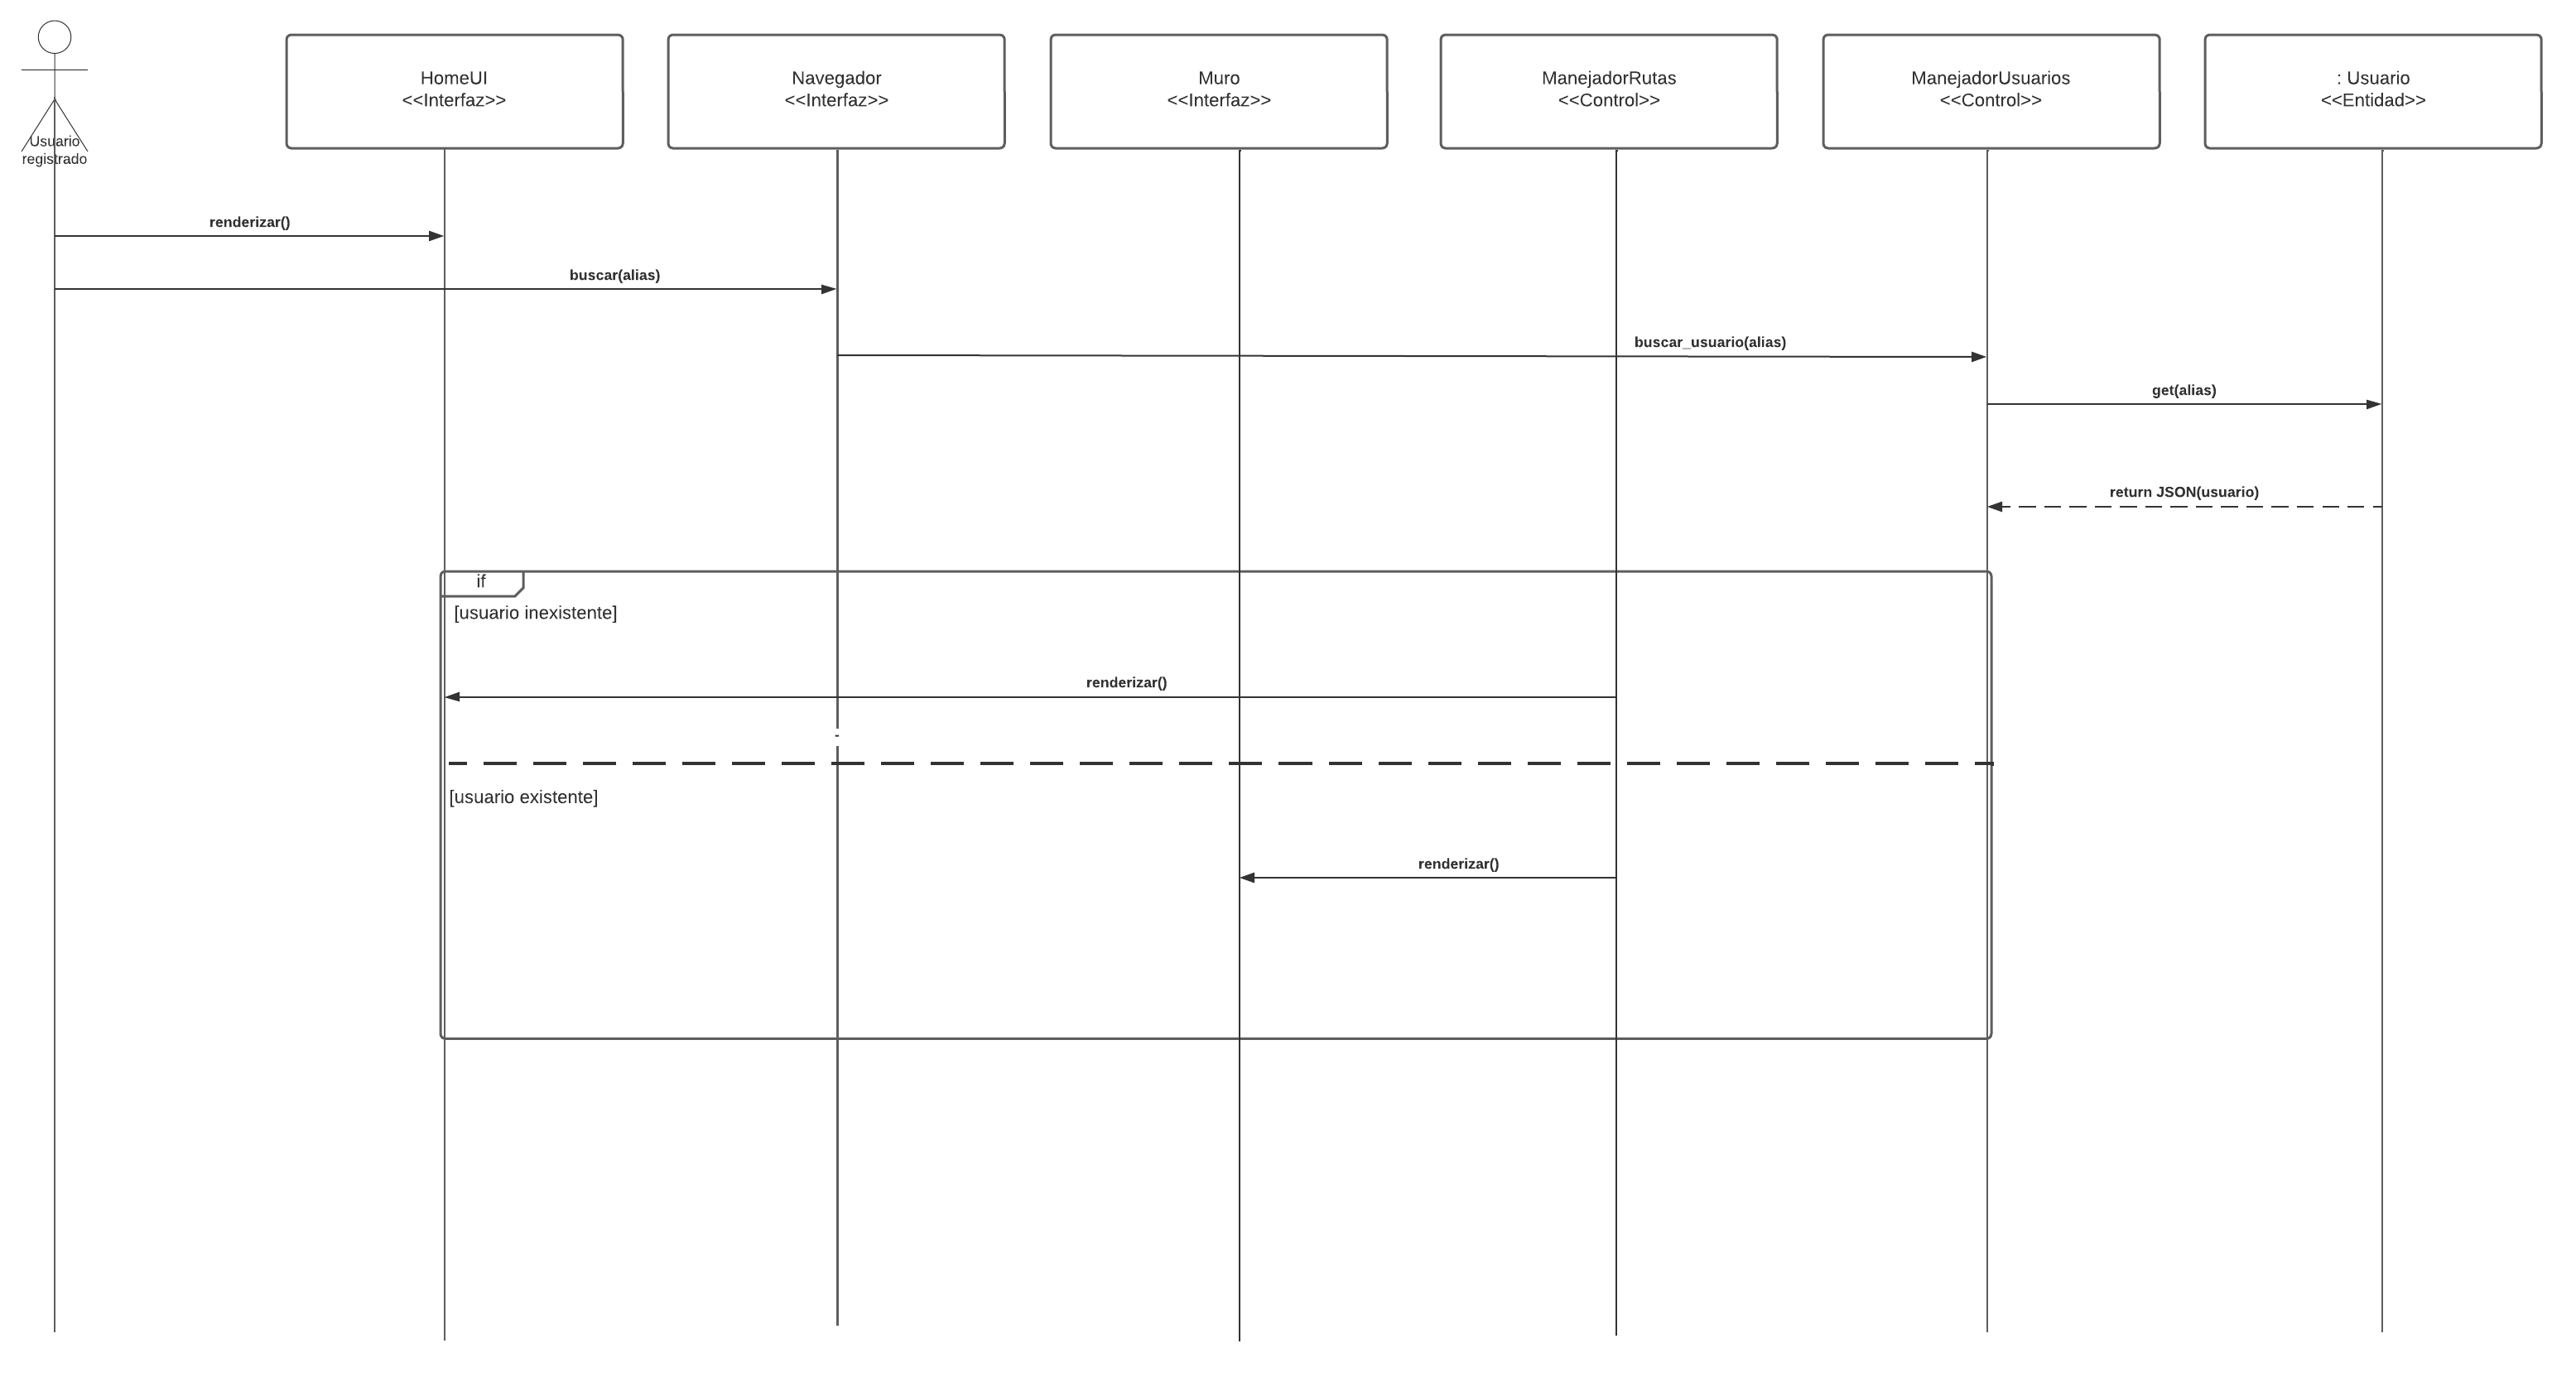 Usuario
registrado
HomeUI
<<Interfaz>>
Navegador
<<Interfaz>>
Muro
<<Interfaz>>
ManejadorRutas
<<Control>>
ManejadorUsuarios
<<Control>>
: Usuario
<<Entidad>>
renderizar()
buscar(alias)
buscar_usuario(alias)
get(alias)
return JSON(usuario)
if
[usuario inexistente]
renderizar()
[usuario existente]
renderizar()